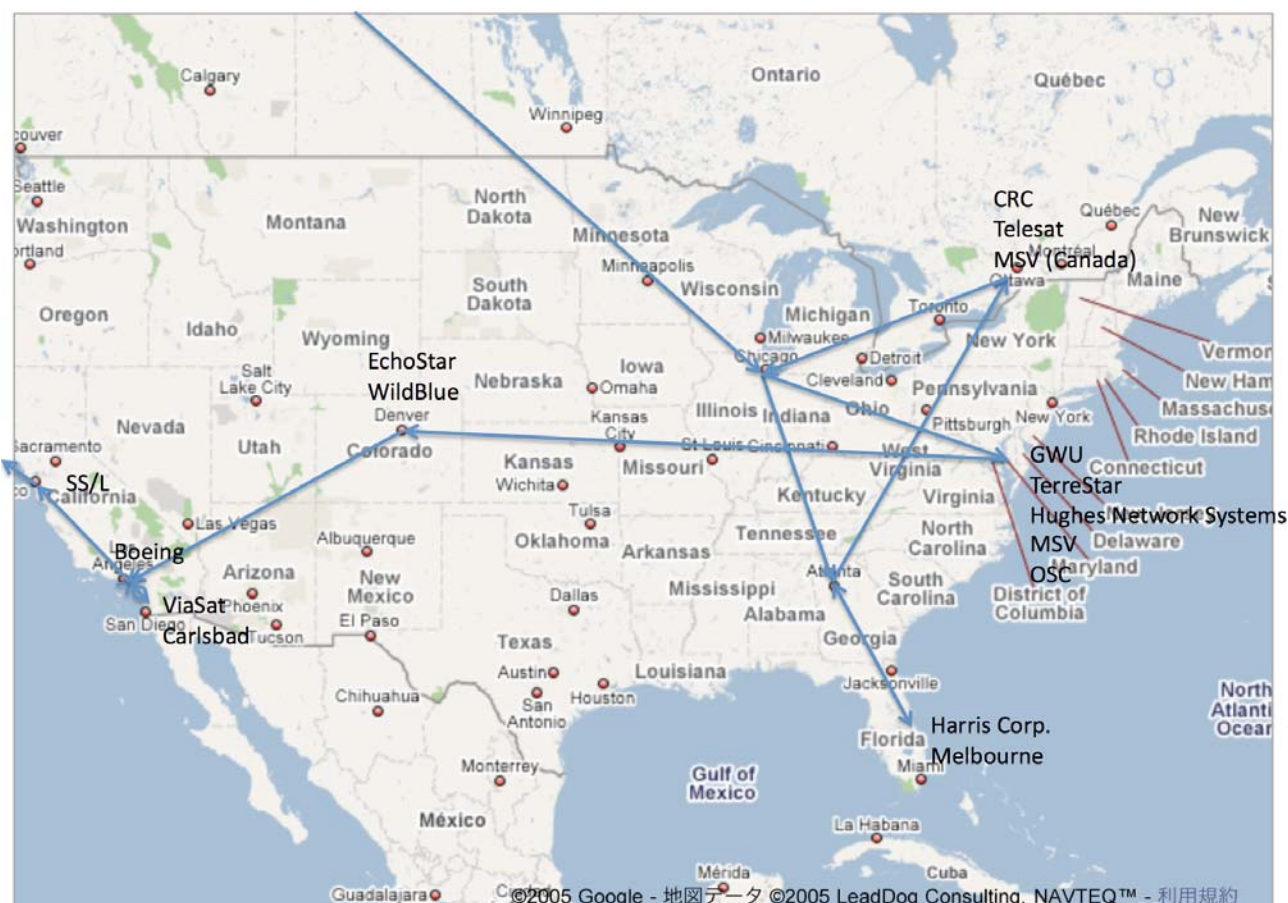 Calgary
Ontario
Québec
Winnipeg
couver
Seattle
Washington
Montana
North
Dakota
CRC
Telesat
MSV (Canada)
Québec
New
Brunswick
Montréal
Ottawa
Maine
ortland
Minnesota
Minneapolis
Wisconsin
South
Dakota
Oregon
Idaho
Wyoming
Michigan
Toronto
Milwaukee
New York
Vermon
EchoStar
WildBlue
Salt
Lake City
Nebraska
Iowa
Omaha
Chicago
Detroit
Cleveland
Pennsylvania
New Ham
Massachuse
Nevada
Denver
Kansas
City
Illinois
Indiana
Ohio
Pittsburgh
New York
Rhode Island
Sacramento
Utah
Colorado
St Louis
Cincinnati
West
Virginia
GWU
Connecticut
co
SS/L
California
Kansas
Wichita
Missouri
Kentucky
Virginia
TerreStar
Las Vegas
Tulsa
Hughes Network Systems
Boeing
Albuquerque
Oklahoma
Arkansas
Tennessee
North
Carolina
MSV
Delaware
Angeles
Arizona
New
Mexico
Mississippi
Atlanta
South
Carolina
OSC
Maryland
ViaSat
Carlsbad
San Diego
Phoenix
Tucson
El Paso
Dallas
Alabama
District of
Columbia
Texas
Georgia
Austin
Louisiana
Jacksonville
Chihuahua
San
Antonio
Houston
North
Atlanti
Ocear
Harris Corp.
Melbourne
Florida
Monterrey
Gulf of
Mexico
Miami
México
La Habana
Mérida
Cuba
Guadalajara
©2005 Google - 地図データ ©2005 LeadDog Consulting, NAVTEQ™ - 利用規約